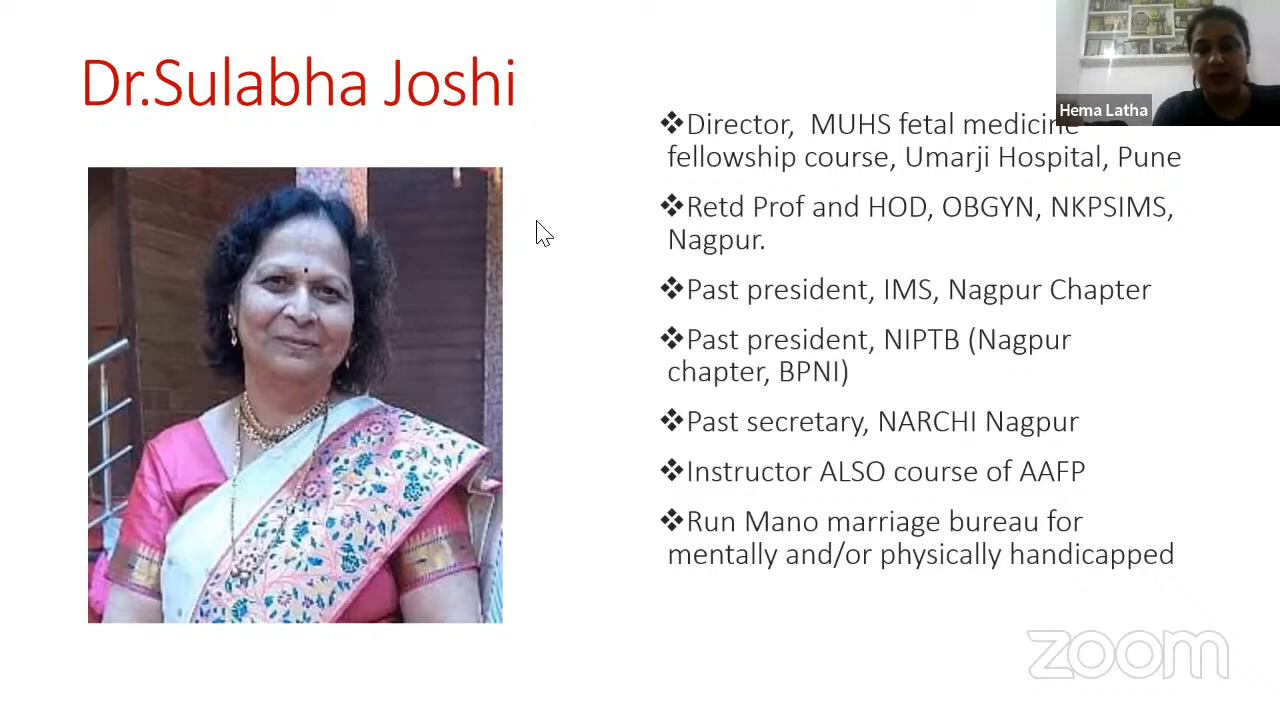 Dr.Sulabha Joshi
Hema Latha
❖Director, MUHS fetal medicine
fellowship course, Umarji Hospital, Pune
❖Retd Prof and HOD, OBGYN, NKPSIMS,
Nagpur.
❖Past president, IMS, Nagpur Chapter
❖Past president, NIPTB (Nagpur
chapter, BPNI)
❖Past secretary, NARCHI Nagpur
❖Instructor ALSO course of AAFP
❖Run Mano marriage bureau for
mentally and/or physically handicapped
zoom